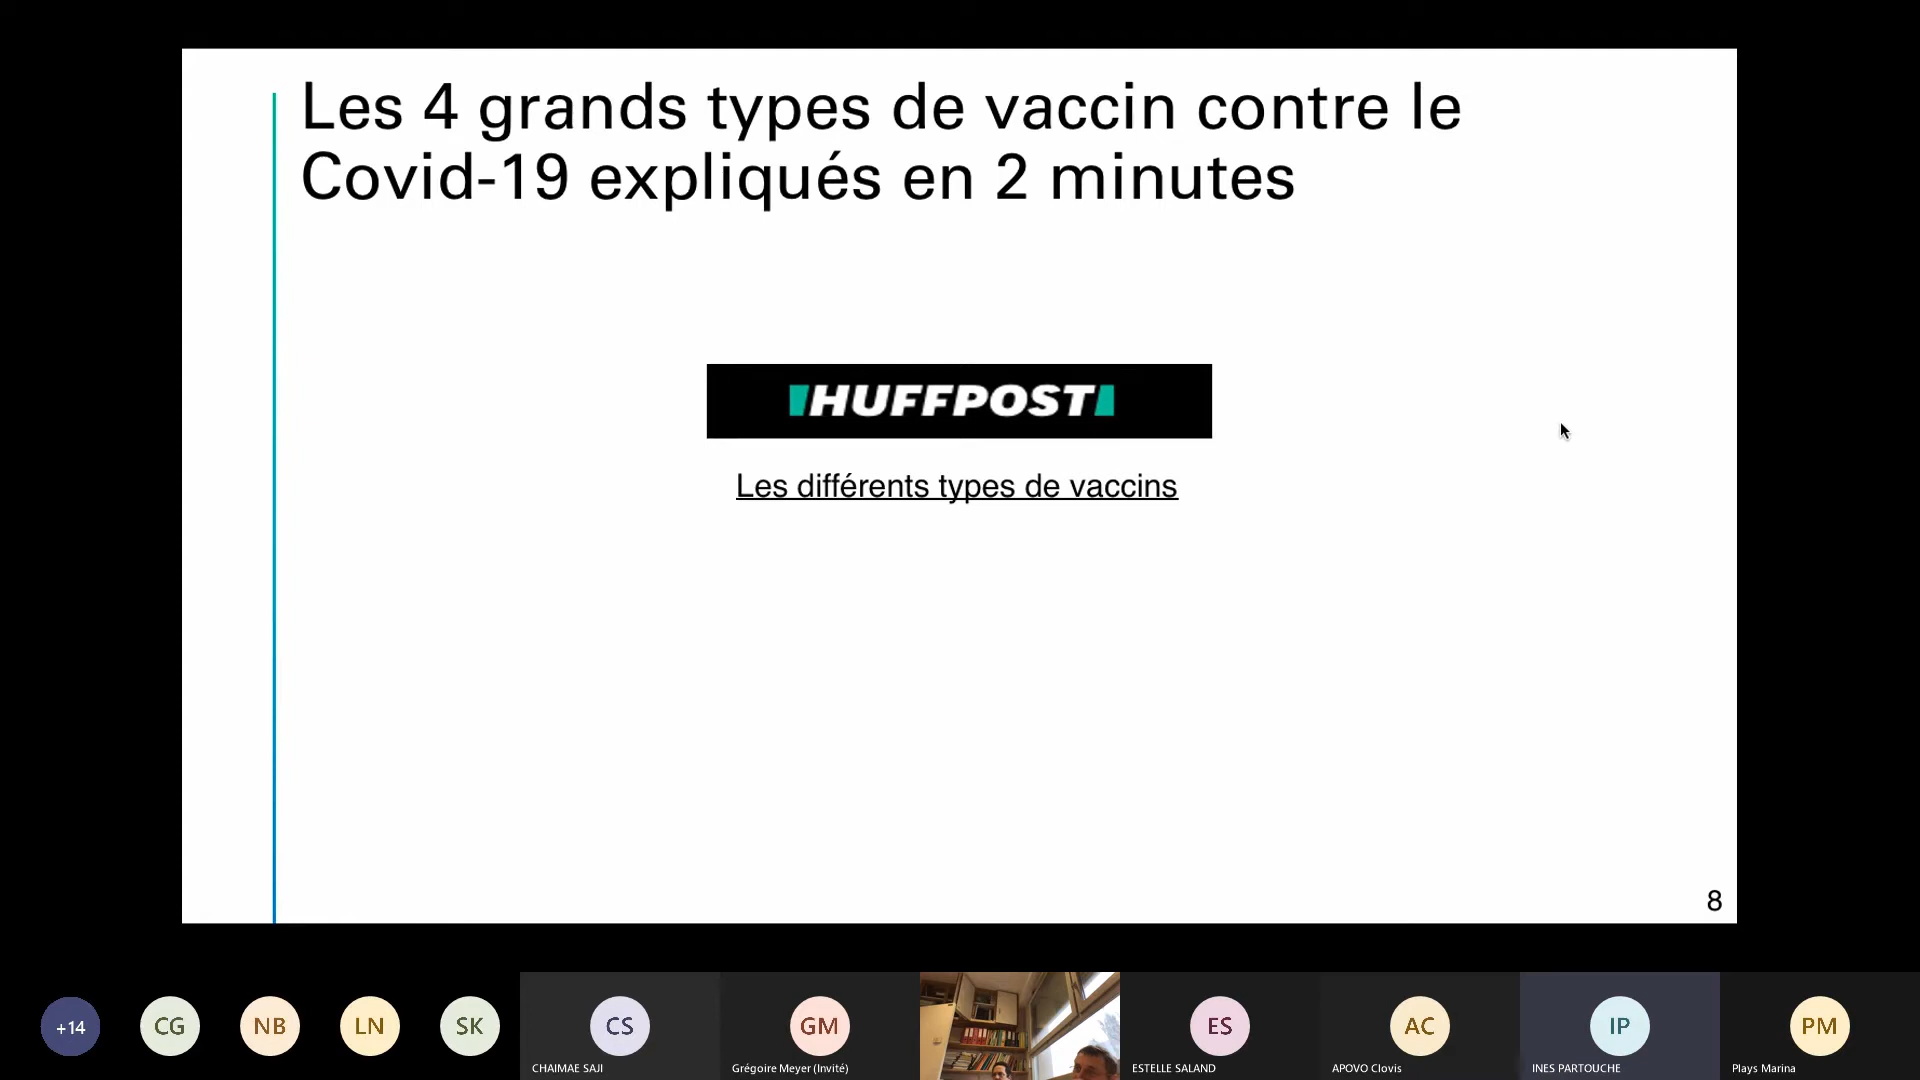 Les 4 grands types de vaccin contre le
Covid-19 expliqués en 2 minutes
HUFFPOST
Les différents types de vaccins
8
+14
CG
NB
LN
SK
CS
GM
ES
AC
IP
PM
CHAIMAE SAJI
Grégoire Meyer (Invité)
ESTELLE SALAND
APOVO Clovis
INES PARTOUCHE
Plays Marina